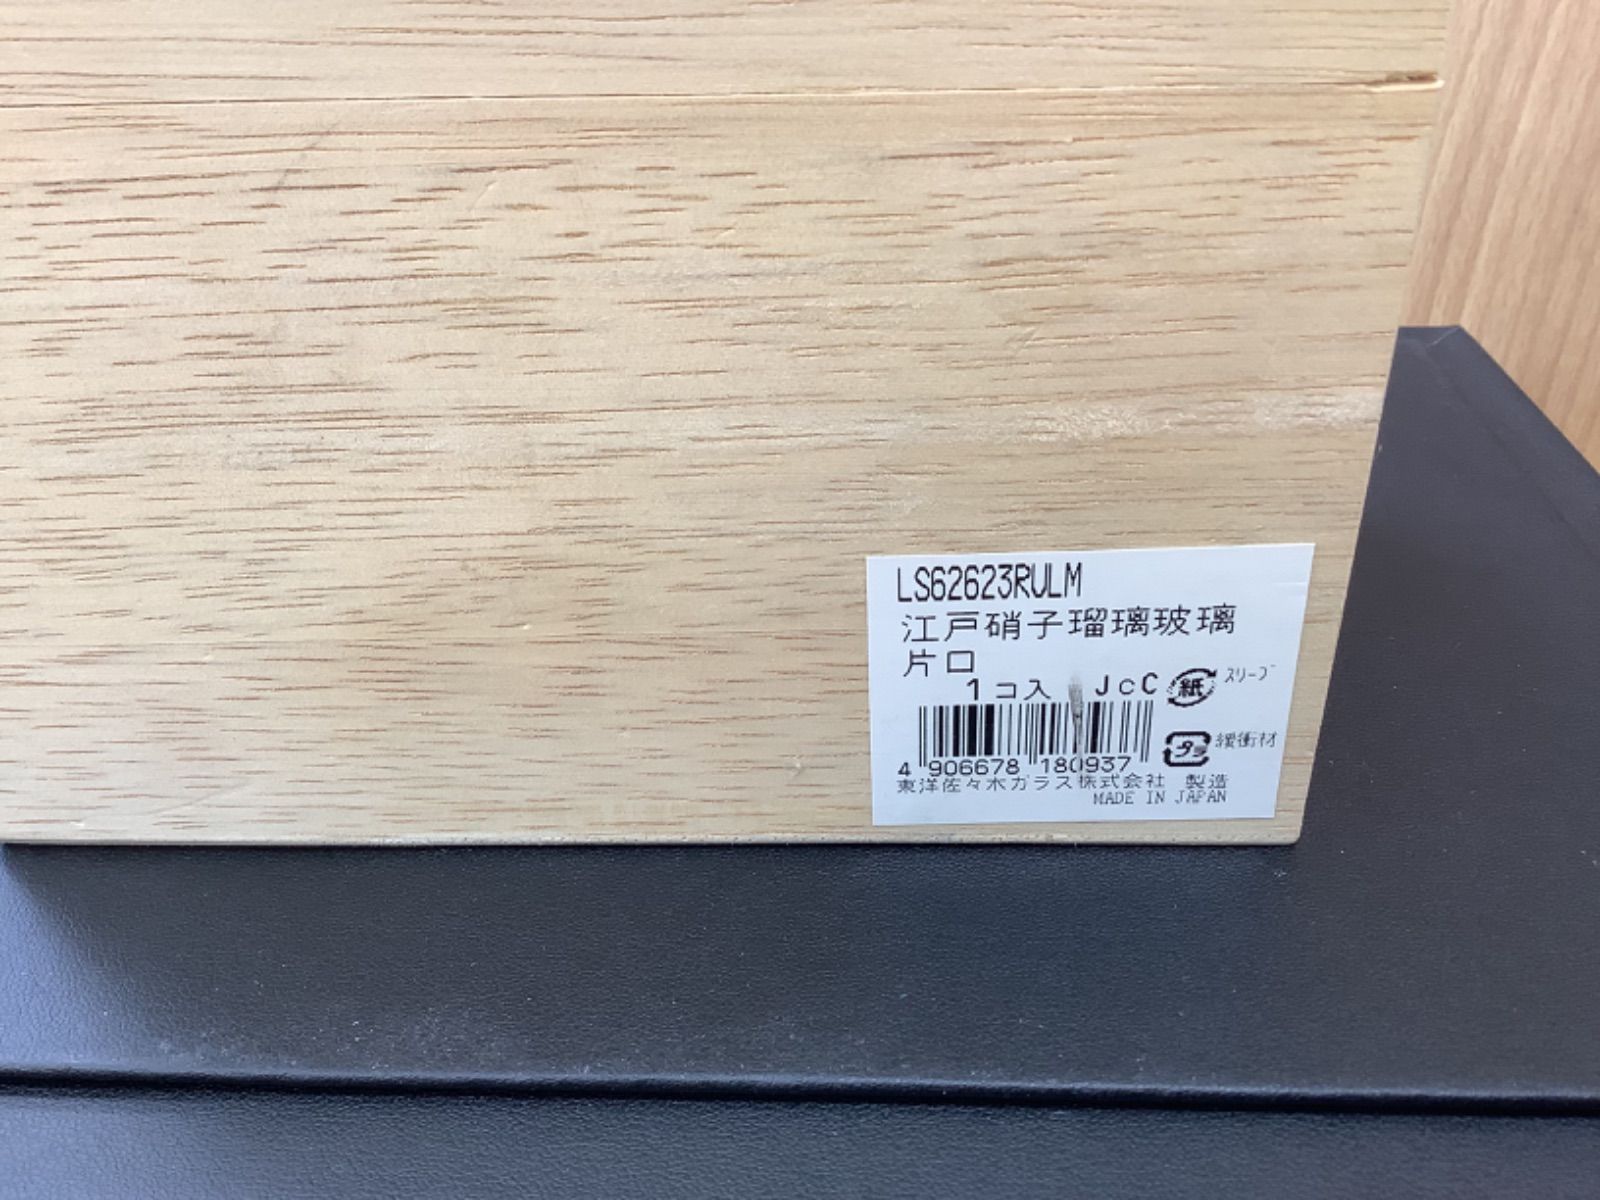 LS62623RULM
江戸硝子瑠璃玻璃
片口
1コ入 JcC 紙 スリーブ
プラ 緩衝材
4 906678 180937
東洋佐々木ガラス株式会社 製造
MADE IN JAPAN